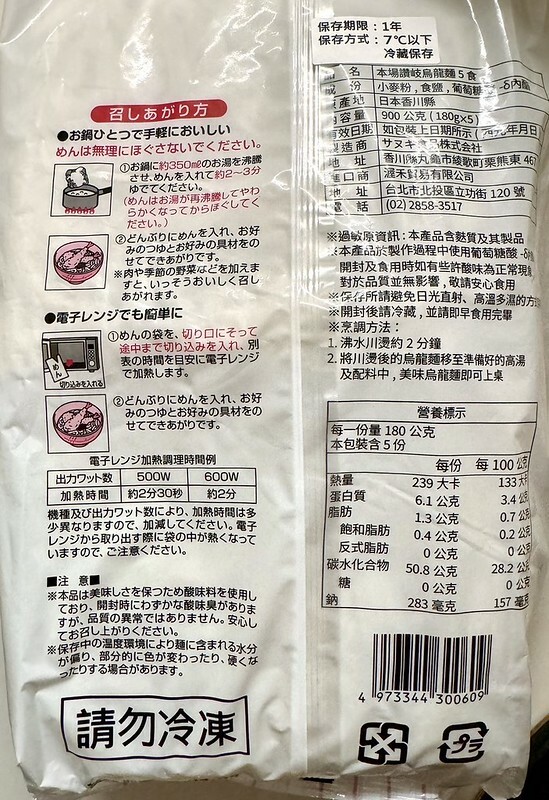 召しあがり方
●お鍋ひとつで手軽においしい
めんは無理にほぐさないでください。
①お鍋に約350mlのお湯を沸騰
させ、めんを入れて約2〜3分
ゆでてください。
(めんはお湯が再沸騰してやわ
らかくなってからほぐしてく
ださい。)
②どんぶりにめんを入れ、お好
みのつゆとお好みの具材をの
せてできあがりです。
※肉や季節の野菜などを加えま
すと、いっそうおいしく召し
あがれます。
●電子レンジでも簡単に
めん
切り込みを入れる
①めんの袋を、切り口にそって
途中まで切り込みを入れ、別
表の時間を目安に電子レンジ
で加熱します。
②どんぶりにめんを入れ、お好
みのつゆとお好みの具材をの
せてできあがりです。
電子レンジ加熱調理時間例
出力ワット数 500W 600W
加熱時間 約2分30秒 約2分
機種及び出力ワット数により、加熱時間は多
少異なりますので、加減してください。電子
レンジから取り出す際に袋の中が熱くなって
いますので、ご注意ください。
■注 意■
※本品は美味しさを保つため酸味料を使用し
ており、開封時にわずかな酸味臭がありま
すが、品質の異常ではありません。安心し
てお召し上がりください。
※保存中の温度環境により麺に含まれる水分
が偏り、部分的に色が変わったり、硬くな
ったりする場合があります。
請勿冷凍
保存期限：1年
保存方式：7℃以下
冷藏保存
名 本場讃岐烏龍麵5食
份 小麥粉，食鹽，葡萄糖 -δ內酯
產地 日本香川縣
內容量 900公克(180gx5)
有效日期 如包裝上日期所示(西元年月日)
製造商 サヌキ食品株式会社
地 址 香川縣丸龜市綾歌町栗熊東46
進口商 渥禾貿易有限公司
地 址 台北市北投區立功街120號
電 話 (02) 2858-3517
※過敏原資訊：本產品含麩質及其製品
※本產品於製作過程中使用葡萄糖酸-δ
開封及食用時如有些許酸味為正常現
對於品質並無影響，敬請安心食用
※保存所請避免日光直射、高溫多濕的方
※開封後請冷藏，並請即早食用完畢
※烹調方法：
1. 沸水川燙約2分鐘
2. 將川燙後的烏龍麵移至準備好的高湯
及配料中，美味烏龍麵即可上桌
營養標示
每一份量180公克
本包裝含5份
每份 每100公克
熱量 239大卡 133大卡
蛋白質 6.1公克 3.4公
脂肪 1.3公克 0.7公
飽和脂肪 0.4公克 0.2公
反式脂肪 0公克 0公克
碳水化合物 50.8公克 28.2公
糖 0公克 0公克
鈉 283毫克 157毫克
4 973344 300609
プラ